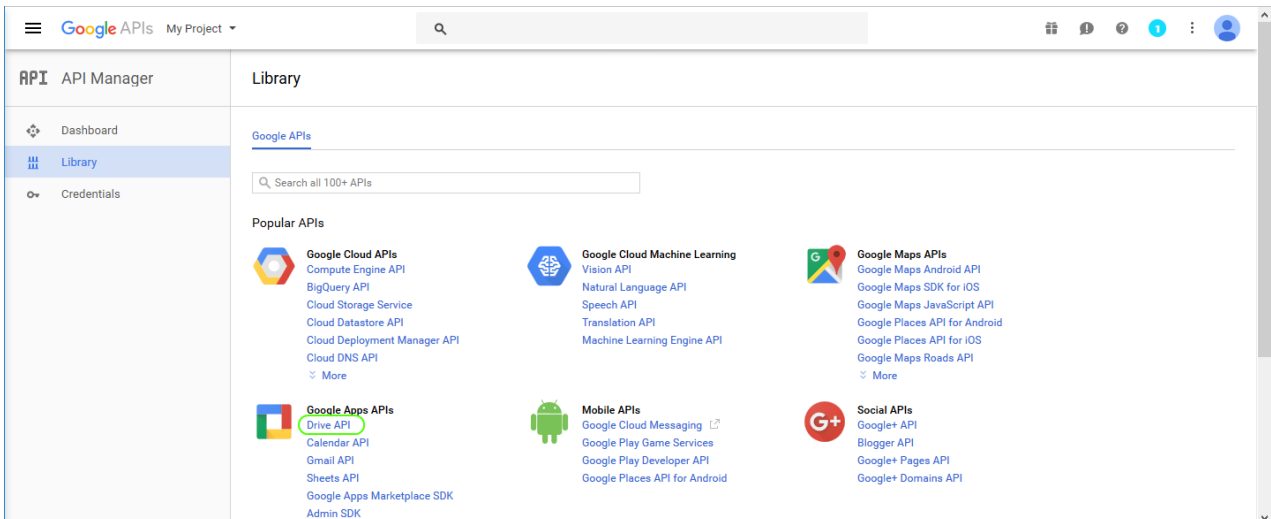 Google APIs My Project
1
API API Manager
Library
Dashboard
Library
Credentials
Google APIs
Search all 100+ APIs
Popular APIs
Google Cloud APIs
Compute Engine API
BigQuery API
Cloud Storage Service
Cloud Datastore API
Cloud Deployment Manager API
Cloud DNS API
More
Google Cloud Machine Learning
Vision API
Natural Language API
Speech API
Translation API
Machine Learning Engine API
G
Google Maps APIs
Google Maps Android API
Google Maps SDK for iOS
Google Maps JavaScript API
Google Places API for Android
Google Places API for iOS
Google Maps Roads API
More
Google Apps APIs
Drive API
Calendar API
Gmail API
Sheets API
Google Apps Marketplace SDK
Admin SDK
Mobile APIs
Google Cloud Messaging
Google Play Game Services
Google Play Developer API
Google Places API for Android
G+
Social APIs
Google+ API
Blogger API
Google+ Pages API
Google+ Domains API